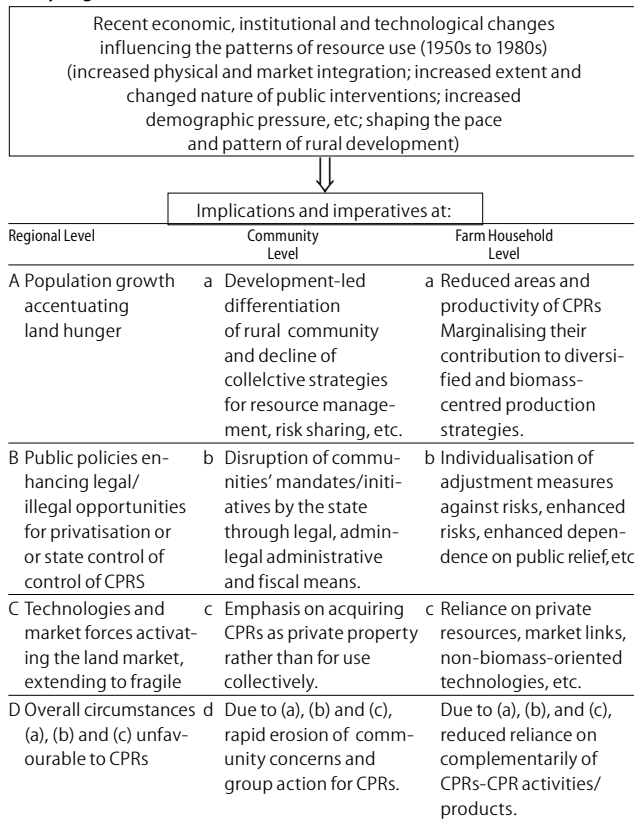 Recent economic, institutional and technological changes
influencing the patterns of resource use (1950s to 1980s)
(increased physical and market integration; increased extent and
changed nature of public interventions; increased
demographic pressure, etc; shaping the pace
and pattern of rural development)
Implications and imperatives at:
Regional Level
Community
Level
Farm Household
Level
A Population growth
accentuating
land hunger
a Development-led
differentiation
of rural community
and decline of
collelctive strategies
for resource manage-
ment, risk sharing, etc.
a Reduced areas and
productivity of CPRs
Marginalising their
contribution to diversi-
fied and biomass-
centred production
strategies.
B Public policies en-
hancing legal/
illegal opportunities
for privatisation or
or state control of
control of CPRS
b Disruption of commu-
nities' mandates/initi-
atives by the state
through legal, admin-
legal administrative
and fiscal means.
b Individualisation of
adjustment measures
against risks, enhanced
risks, enhanced depen-
dence on public relief,etc
C Technologies and
market forces activat-
ing the land market,
extending to fragile
c Emphasis on acquiring
CPRs as private property
rather than for use
collectively.
c Reliance on private
resources, market links,
non-biomass-oriented
technologies, etc.
D Overall circumstances
(a), (b) and (c) unfav-
ourable to CPRs
d Due to (a), (b) and (c),
rapid erosion of comm-
unity concerns and
group action for CPRs.
Due to (a), (b), and (c),
reduced reliance on
complementarily of
CPRs-CPR activities/
products.